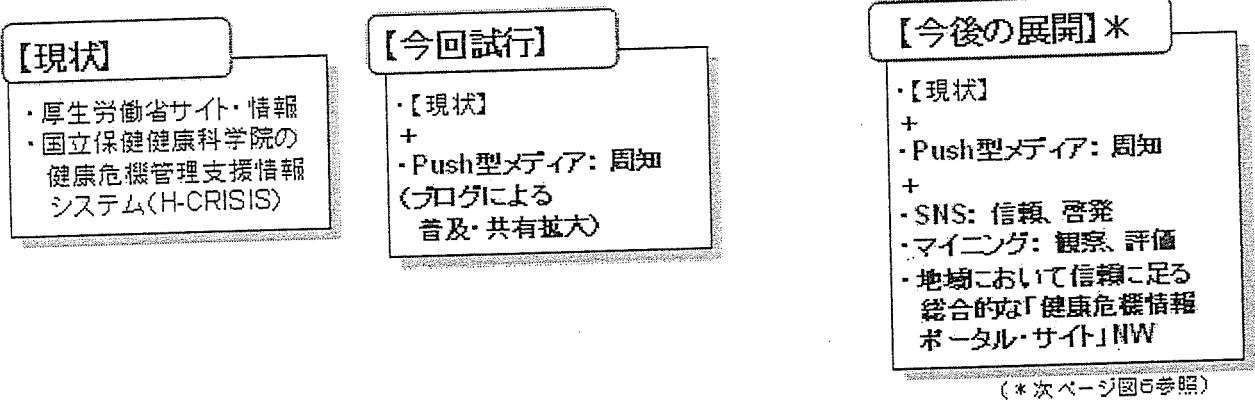 【現状】
・厚生労働省サイト・情報
・国立保健健康科学院の
健康危機管理支援情報
システム(H-CRISIS)
【今回試行】
・【現状】
+
・Push型メディア: 周知
(ブログによる
普及・共有拡大)
【今後の展開】*
・【現状】
+
・Push型メディア: 周知
+
・SNS: 信頼、啓発
・マイニング: 観察、評価
・地域において信頼に足る
総合的な「健康危機情報
ポータル・サイト」NW
(*次ページ図6参照)